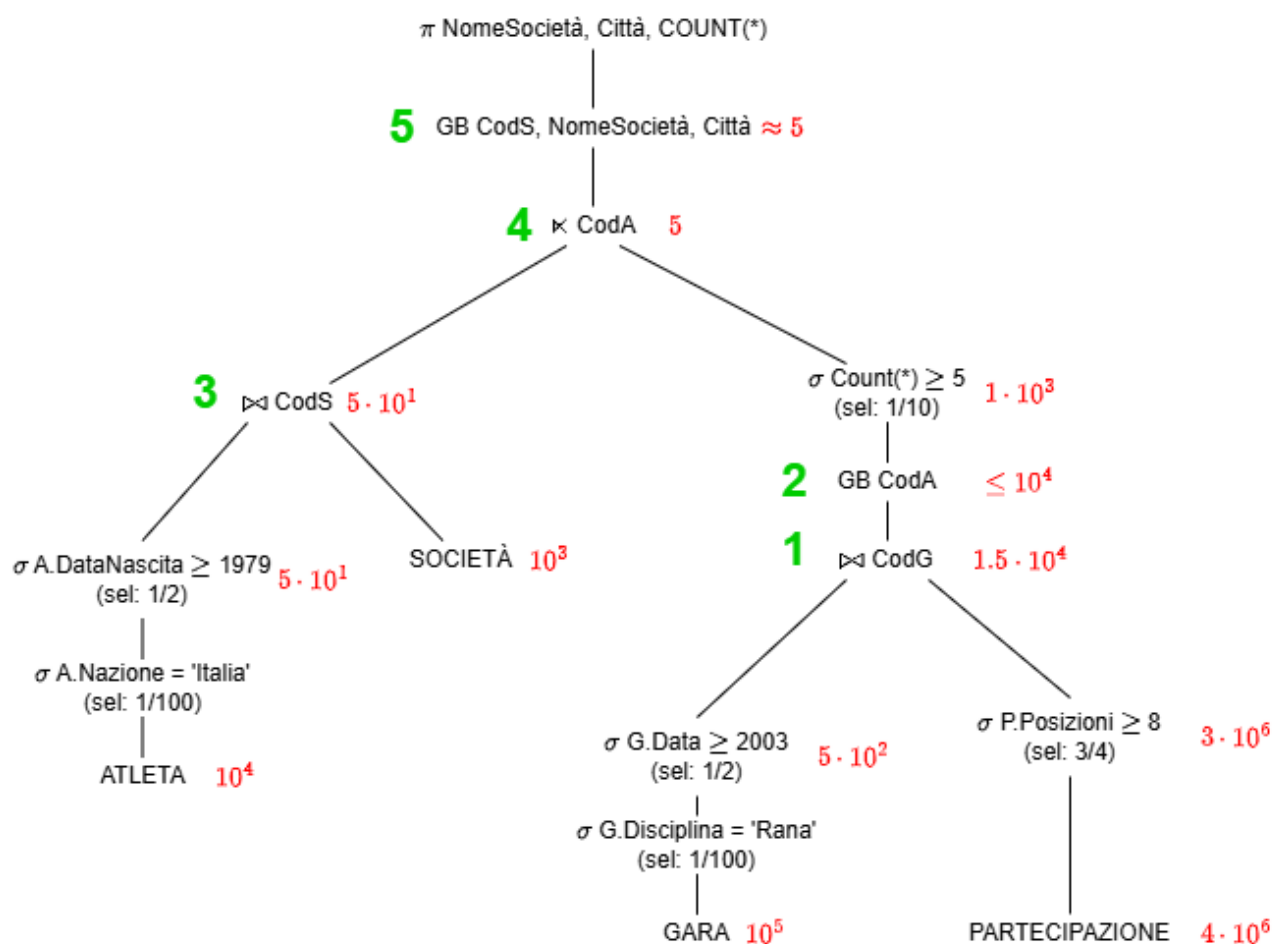 π NomeSocietà, Città, COUNT(*)
5 GB CodS, NomeSocietà, Città ≈ 5
4 ⋉ CodA 5
3 ⋈ CodS 5 · 10¹
σ Count(*) ≥ 5
(sel: 1/10)
1 · 10³
2 GB CodA ≤ 10⁴
1 ⋈ CodG 1.5 · 10⁴
σ A.DataNascita ≥ 1979
(sel: 1/2)
5 · 10¹
SOCIETÀ 10³
σ A.Nazione = 'Italia'
(sel: 1/100)
ATLETA 10⁴
σ G.Data ≥ 2003
(sel: 1/2)
5 · 10²
σ P.Posizioni ≥ 8
(sel: 3/4)
3 · 10⁶
σ G.Disciplina = 'Rana'
(sel: 1/100)
GARA 10⁵
PARTECIPAZIONE 4 · 10⁶